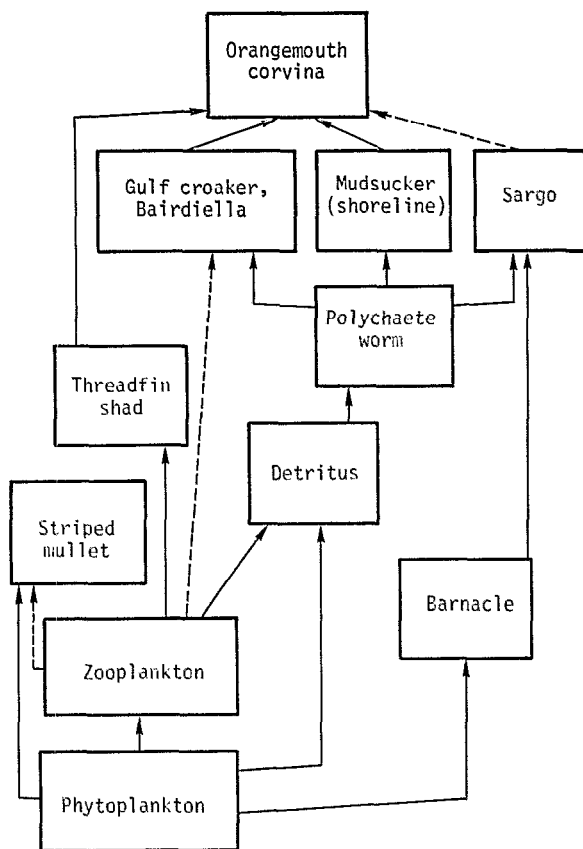 Orangemouth
corvina
Gulf croaker,
Bairdiella
Mudsucker
(shoreline)
Sargo
Polychaete
worm
Threadfin
shad
Detritus
Striped
mullet
Barnacle
Zooplankton
Phytoplankton